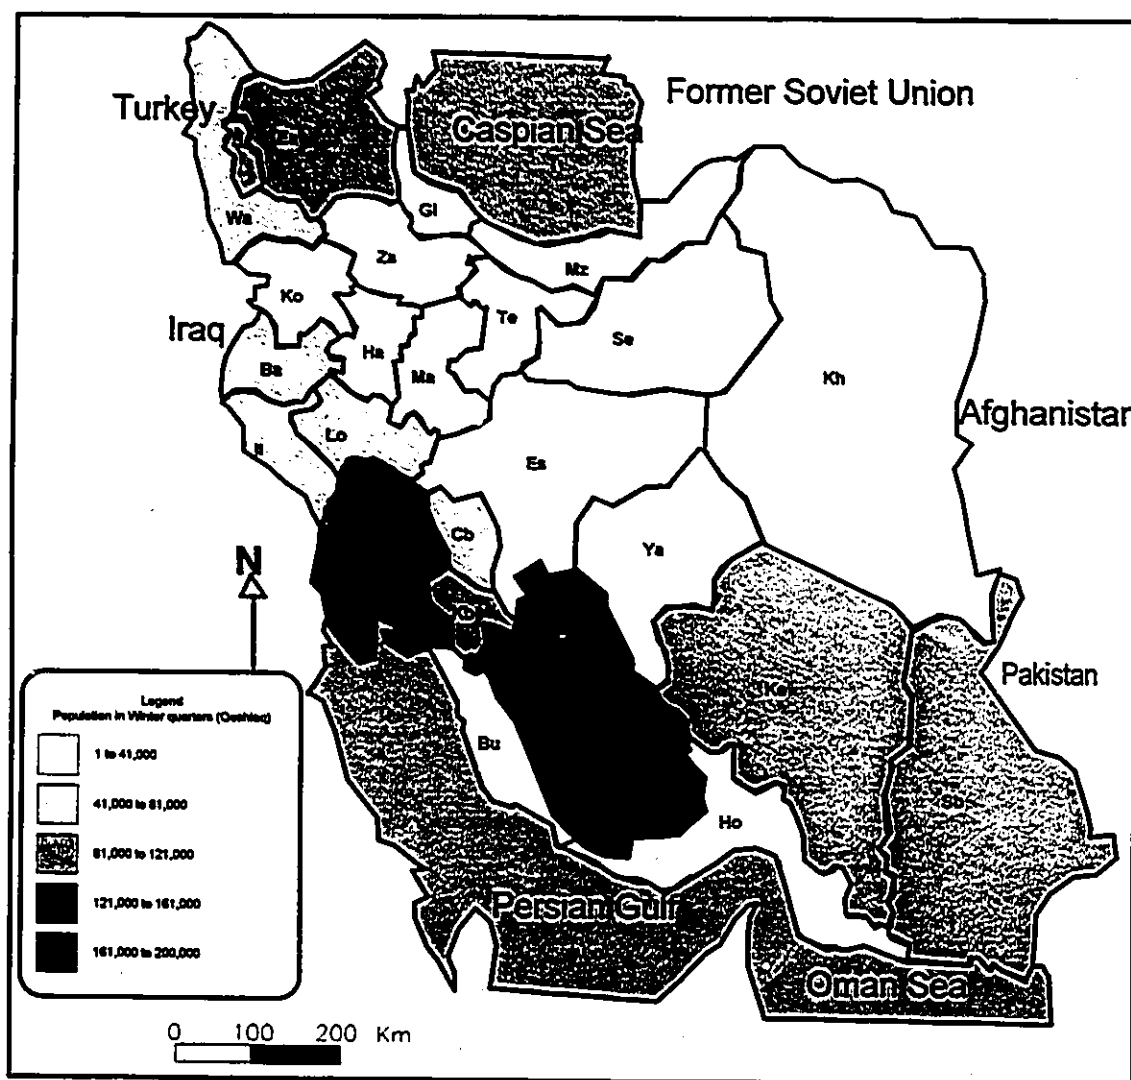 Former Soviet Union
Turkey
Caspian Sea
Wa
Gl
Za
Mz
Ko
Te
Iraq
Se
Ha
Ba
Ma
Kh
Afghanistan
Lo
Il
Es
Cb
Ya
N
Pakistan
Ke
Bu
Sb
Ho
Legend
Population in Winter quarters (Qeshlaq)
1 to 41,000
41,000 to 81,000
81,000 to 121,000
121,000 to 161,000
161,000 to 200,000
Persian Gulf
Oman Sea
0 100 200 Km